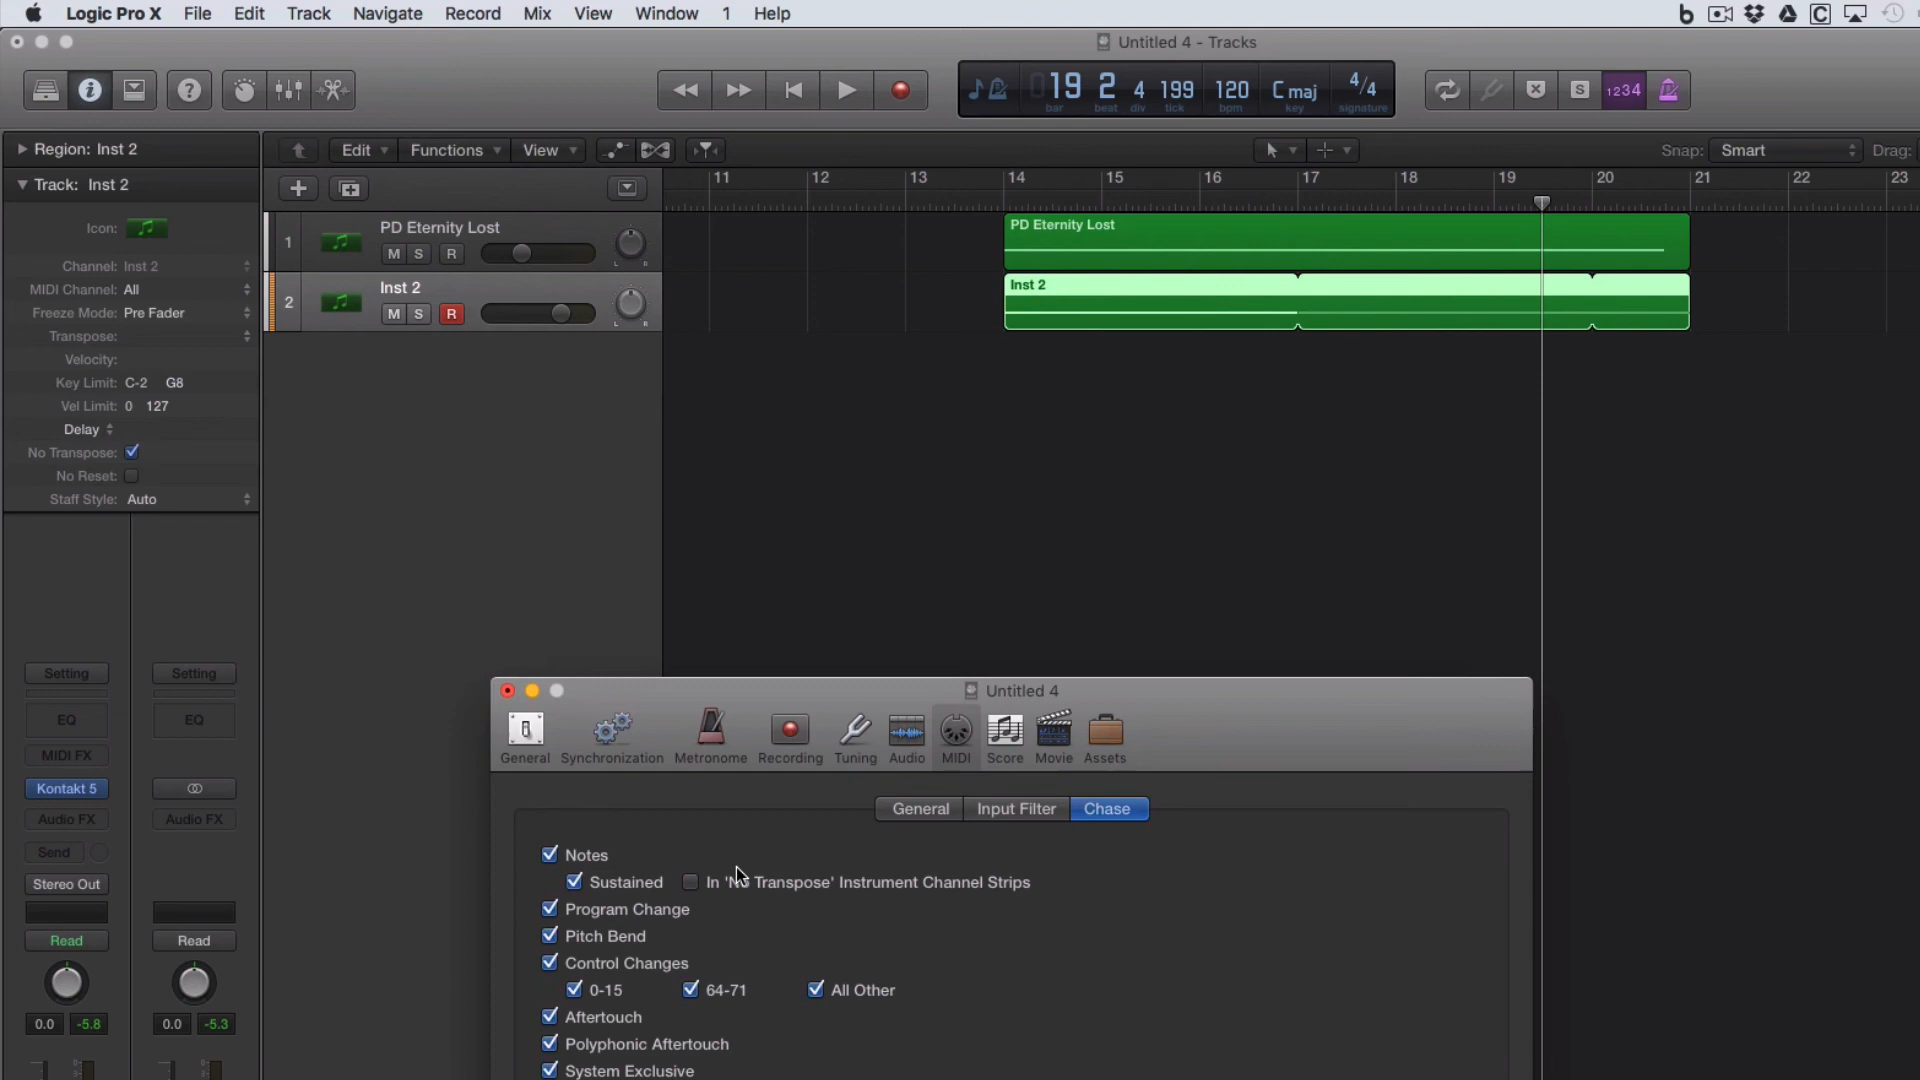 Logic Pro X File Edit Track Navigate Record Mix View Window 1 Help
Untitled 4 - Tracks
19 2 4 199 120 C maj 4/4
bar beat div tick bpm key signature
S 1234
Region: Inst 2
Edit Functions View
Snap: Smart Drag:
Track: Inst 2
11 12 13 14 15 16 17 18 19 20 21 22 23
Icon:
Channel: Inst 2
MIDI Channel: All
Freeze Mode: Pre Fader
Transpose:
Velocity:
Key Limit: C-2 G8
Vel Limit: 0 127
Delay
No Transpose:
No Reset:
Staff Style: Auto
1 PD Eternity Lost
M S R
L R
PD Eternity Lost
2 Inst 2
M S R
L R
Inst 2
Setting Setting
EQ EQ
MIDI FX
Kontakt 5
Audio FX Audio FX
Send
Stereo Out
Read Read
0.0 -5.8 0.0 -5.3
Untitled 4
General Synchronization Metronome Recording Tuning Audio MIDI Score Movie Assets
General Input Filter Chase
Notes
Sustained In 'No Transpose' Instrument Channel Strips
Program Change
Pitch Bend
Control Changes
0-15 64-71 All Other
Aftertouch
Polyphonic Aftertouch
System Exclusive